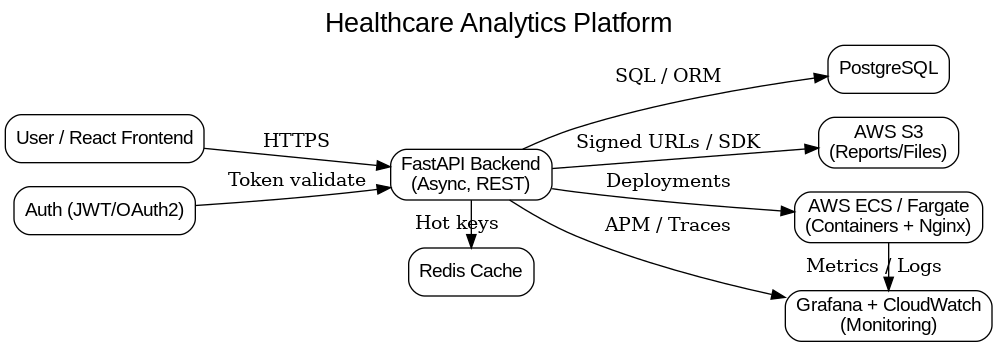 Healthcare Analytics Platform
SQL / ORM
PostgreSQL
User / React Frontend
HTTPS
Signed URLs / SDK
AWS S3
(Reports/Files)
FastAPI Backend
(Async, REST)
Token validate
Deployments
Auth (JWT/OAuth2)
AWS ECS / Fargate
(Containers + Nginx)
Hot keys
APM / Traces
Redis Cache
Metrics / Logs
Grafana + CloudWatch
(Monitoring)